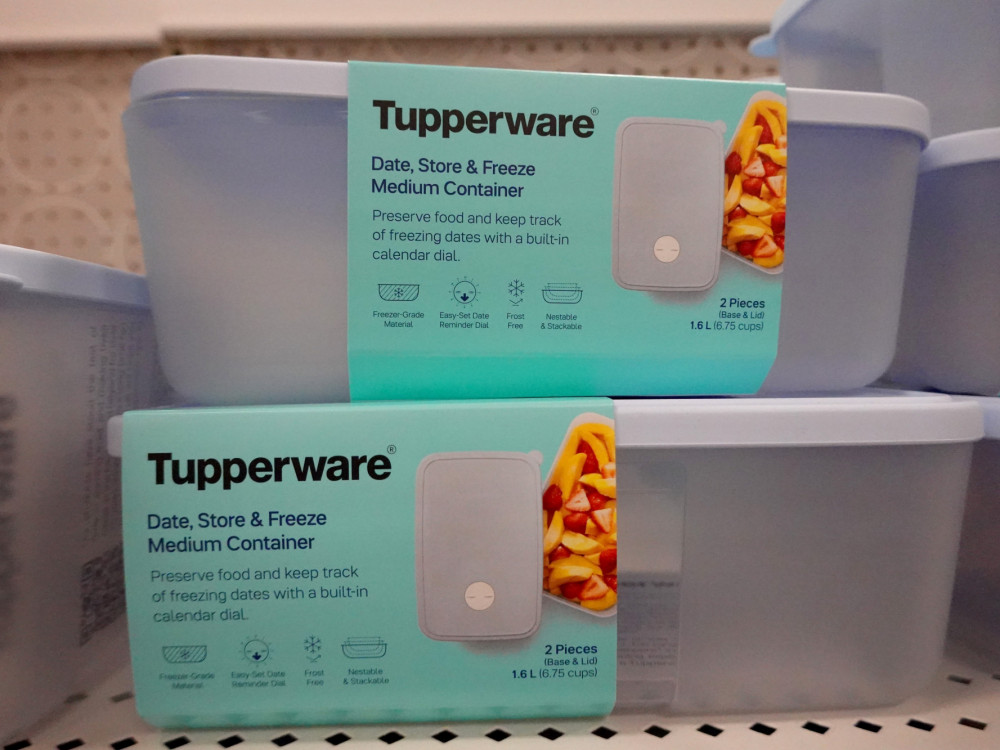 Tupperware®
Date, Store & Freeze
Medium Container
Preserve food and keep track
of freezing dates with a built-in
calendar dial.
Freezer-Grade
Material
Easy-Set Date
Reminder Dial
Frost
Free
Nestable
& Stackable
2 Pieces
(Base & Lid)
1.6 L (6.75 cups)
Tupperware®
Date, Store & Freeze
Medium Container
Preserve food and keep track
of freezing dates with a built-in
calendar dial.
Freezer-Grade
Material
Easy-Set Date
Reminder Dial
Frost
Free
Nestable
& Stackable
2 Pieces
(Base & Lid)
1.6 L (6.75 cups)